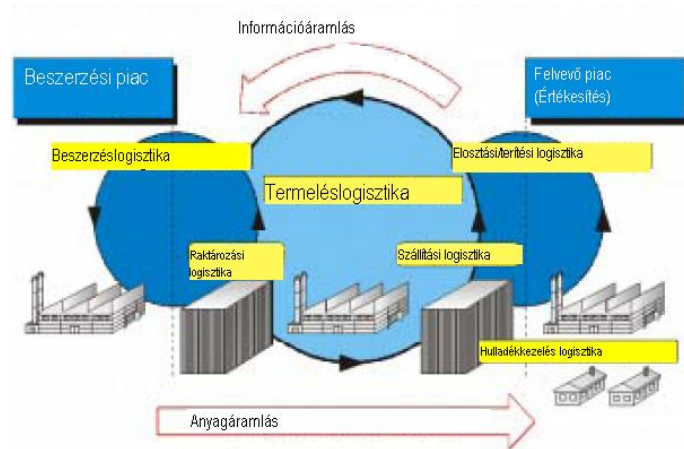 Információáramlás
Beszerzési piac
Felvevő piac
(Értékesítés)
Beszerzéslogisztika
Elosztási/terítési logisztika
Termeléslogisztika
Raktározási
logisztika
Szállítási logisztika
Hulladékkezelés logisztika
Anyagáramlás